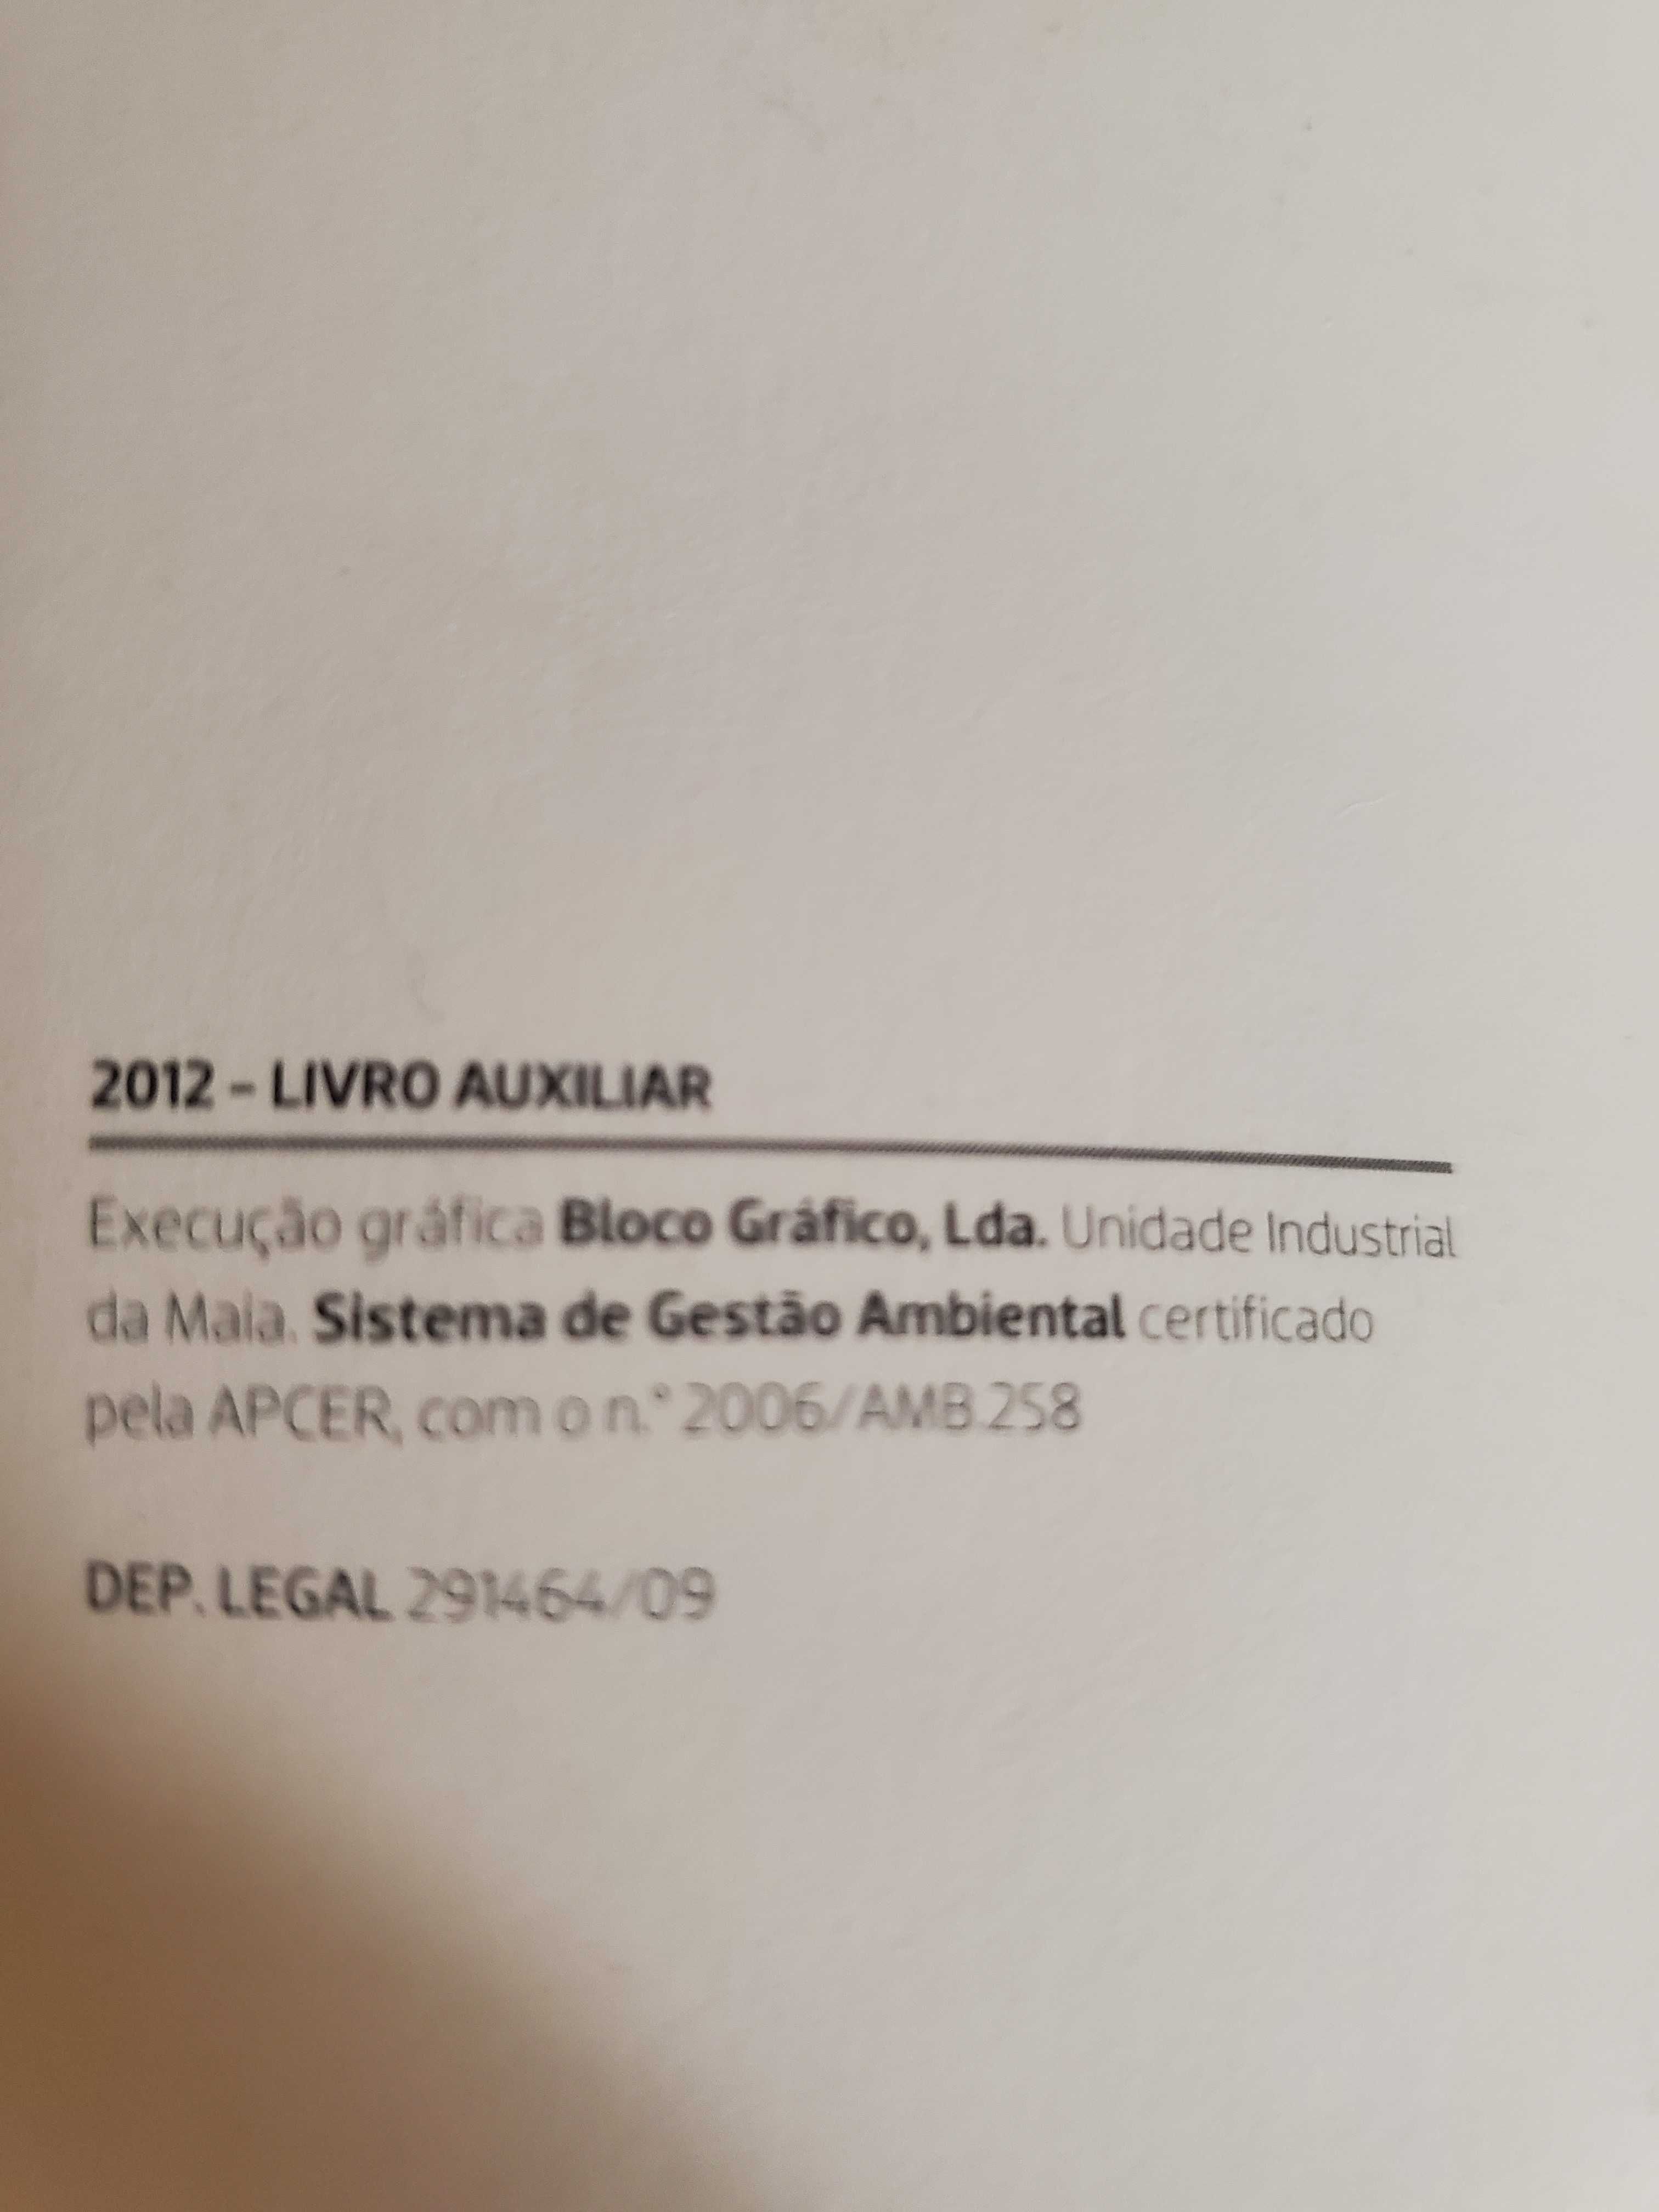 2012 – LIVRO AUXILIAR
Execução gráfica Bloco Gráfico, Lda. Unidade Industrial
da Maia. Sistema de Gestão Ambiental certificado
pela APCER, com o n.° 2006/AMB.258
DEP. LEGAL 291464/09